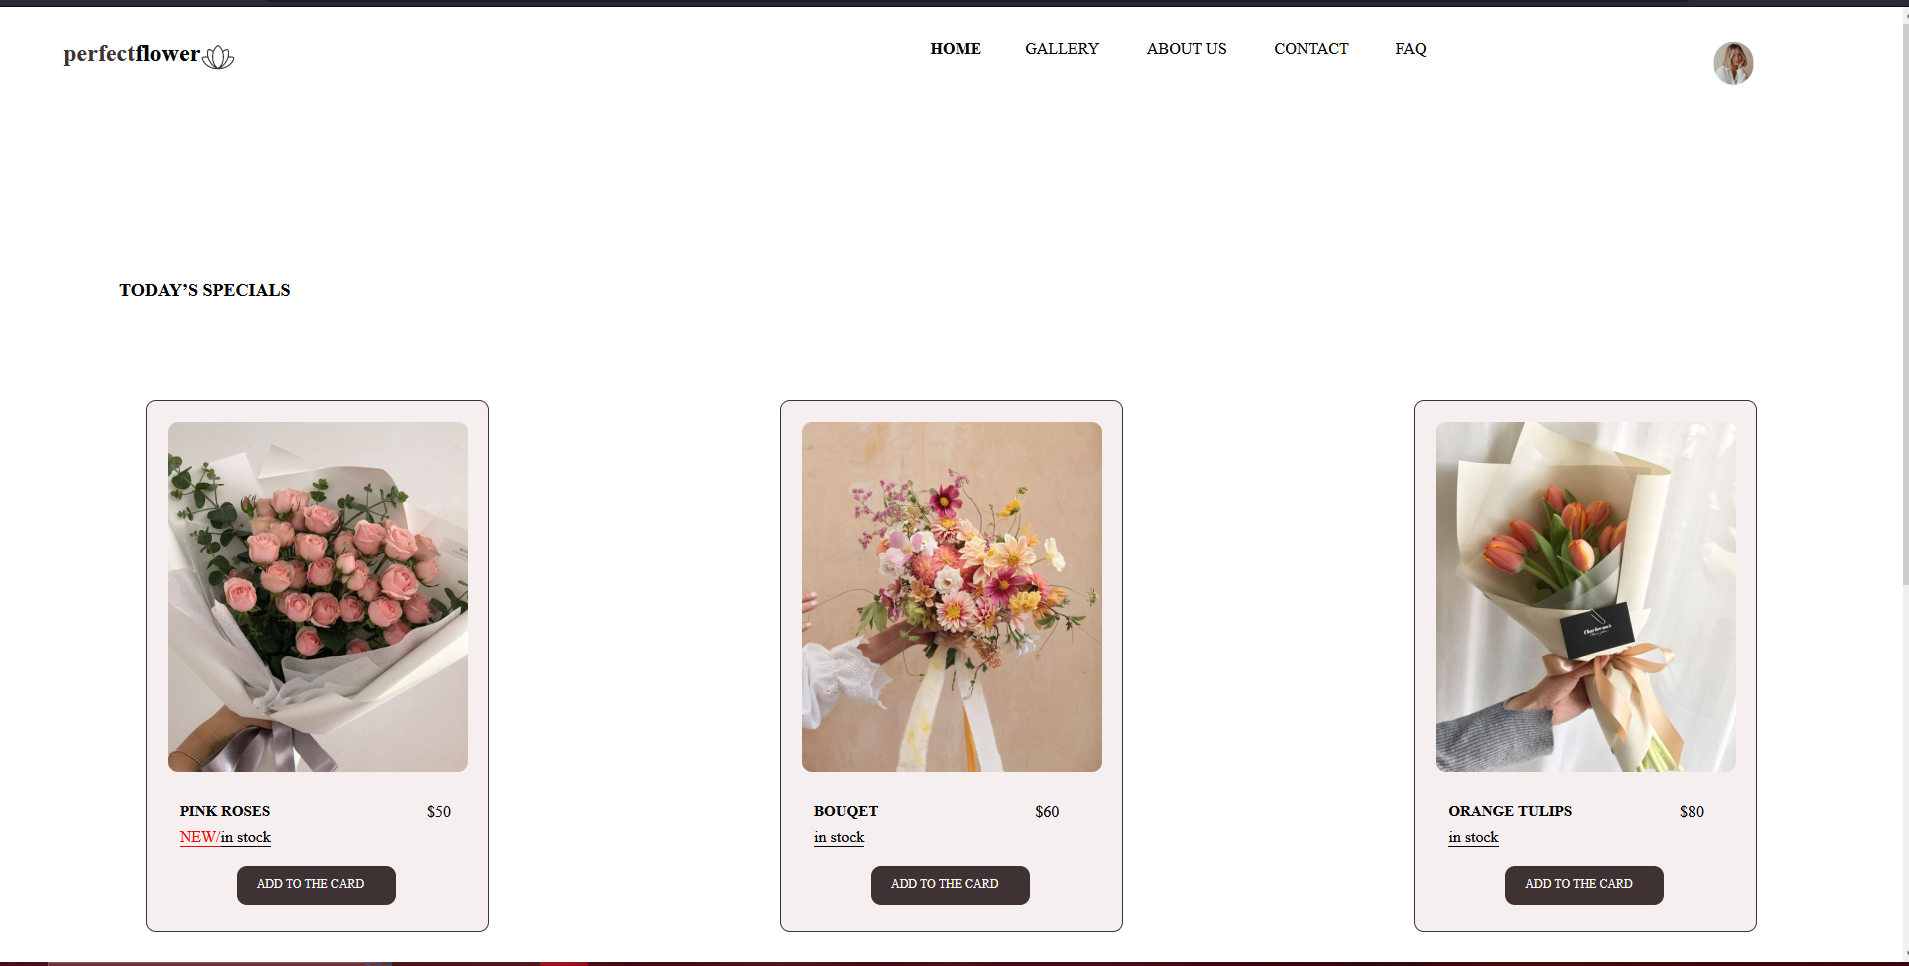 perfectflower
HOME GALLERY ABOUT US CONTACT FAQ
TODAY’S SPECIALS
PINK ROSES $50
NEW/in stock
ADD TO THE CARD
BOUQET $60
in stock
ADD TO THE CARD
ORANGE TULIPS $80
in stock
ADD TO THE CARD